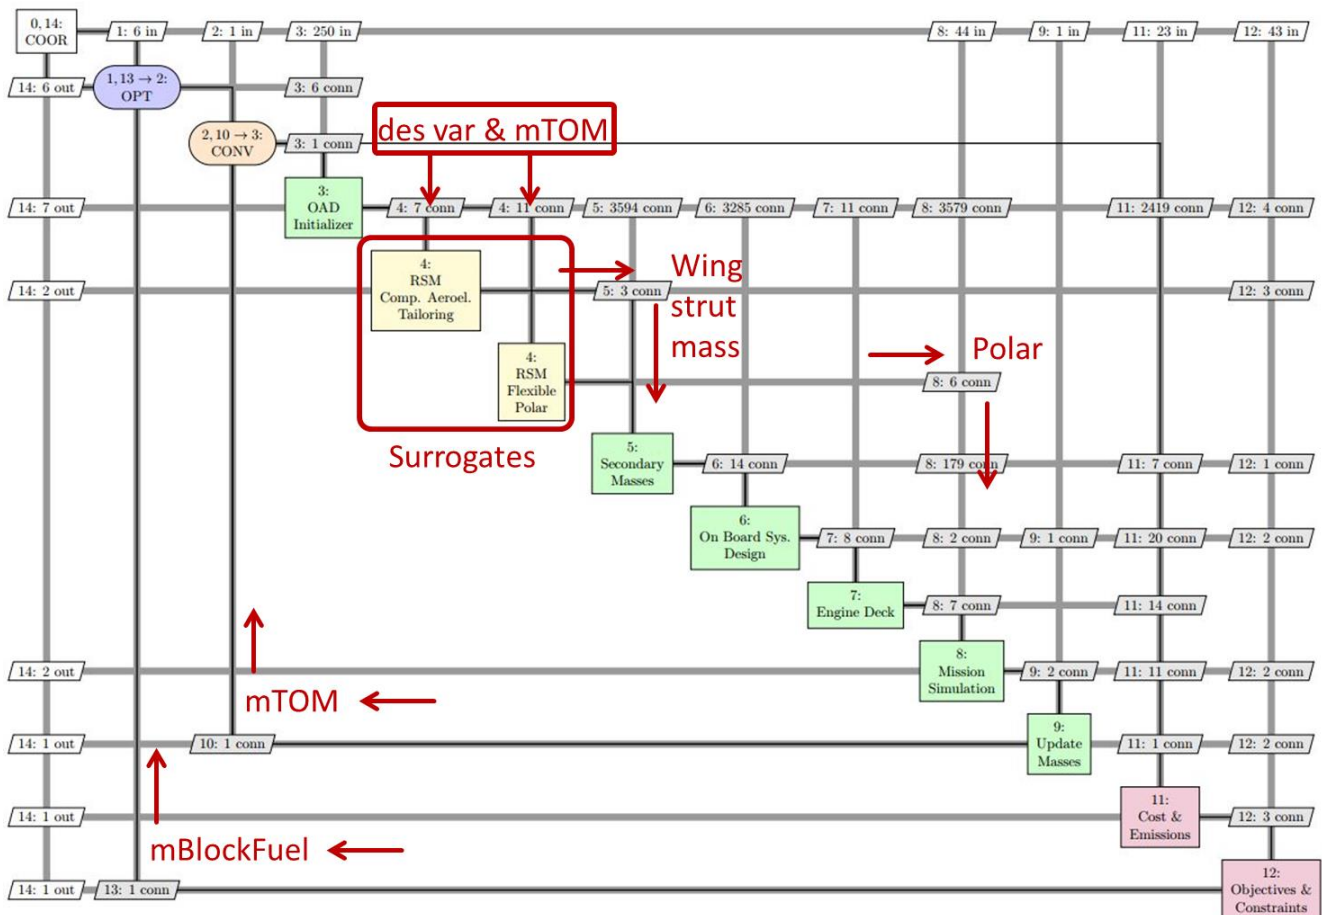 0, 14:
COOR
1: 6 in
2: 1 in
3: 250 in
8: 44 in
9: 1 in
11: 23 in
12: 43 in
14: 6 out
1, 13 → 2:
OPT
3: 6 conn
2, 10 → 3:
CONV
3: 1 conn
des var & mTOM
14: 7 out
3:
OAD
Initializer
4: 7 conn
4: 11 conn
5: 3594 conn
6: 3285 conn
7: 11 conn
8: 3579 conn
11: 2419 conn
12: 4 conn
14: 2 out
4:
RSM
Comp. Aeroel.
Tailoring
5: 3 conn
Wing
strut
mass
12: 3 conn
4:
RSM
Flexible
Polar
Polar
8: 6 conn
Surrogates
5:
Secondary
Masses
6: 14 conn
8: 179 conn
11: 7 conn
12: 1 conn
6:
On Board Sys.
Design
7: 8 conn
8: 2 conn
9: 1 conn
11: 20 conn
12: 2 conn
7:
Engine Deck
8: 7 conn
11: 14 conn
14: 2 out
8:
Mission
Simulation
9: 2 conn
11: 11 conn
12: 2 conn
mTOM
14: 1 out
10: 1 conn
9:
Update
Masses
11: 1 conn
12: 2 conn
14: 1 out
11:
Cost &
Emissions
12: 3 conn
mBlockFuel
14: 1 out
13: 1 conn
12:
Objectives &
Constraints